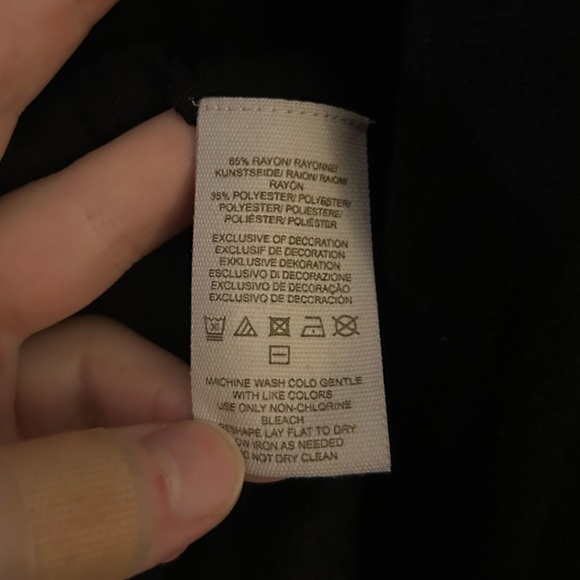 65% RAYON/ RAYONNE/
KUNSTSEIDE/ RAION/ RAIOM/
RAYON
35% POLYESTER/ POLYESTER/
POLYESTER/ POLIESTERE/
POLIÉSTER/ POLIÉSTER
EXCLUSIVE OF DECORATION
EXCLUSIF DE DECORATION
EXKLUSIVE DEKORATION
ESCLUSIVO DI DECORAZIONE
EXCLUSIVO DE DECORAÇÃO
EXCLUSIVO DE DECORACIÓN
MACHINE WASH COLD GENTLE
WITH LIKE COLORS
USE ONLY NON-CHLORINE
BLEACH
RESHAPE LAY FLAT TO DRY
LOW IRON AS NEEDED
DO NOT DRY CLEAN